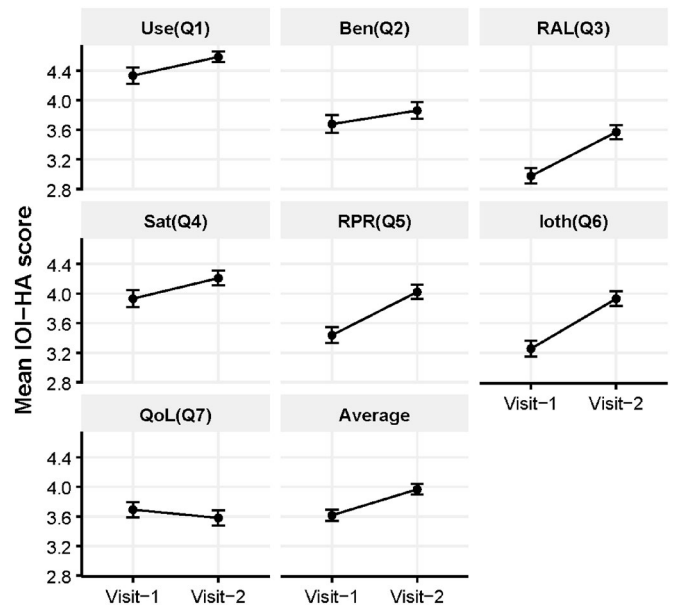 Use(Q1) Ben(Q2) RAL(Q3)
4.4
4.0
3.6
3.2
2.8
Sat(Q4) RPR(Q5) Ioth(Q6)
4.4
4.0
3.6
3.2
2.8
Visit−1 Visit−2
QoL(Q7) Average
4.4
4.0
3.6
3.2
2.8
Visit−1 Visit−2 Visit−1 Visit−2
Mean IOI−HA score